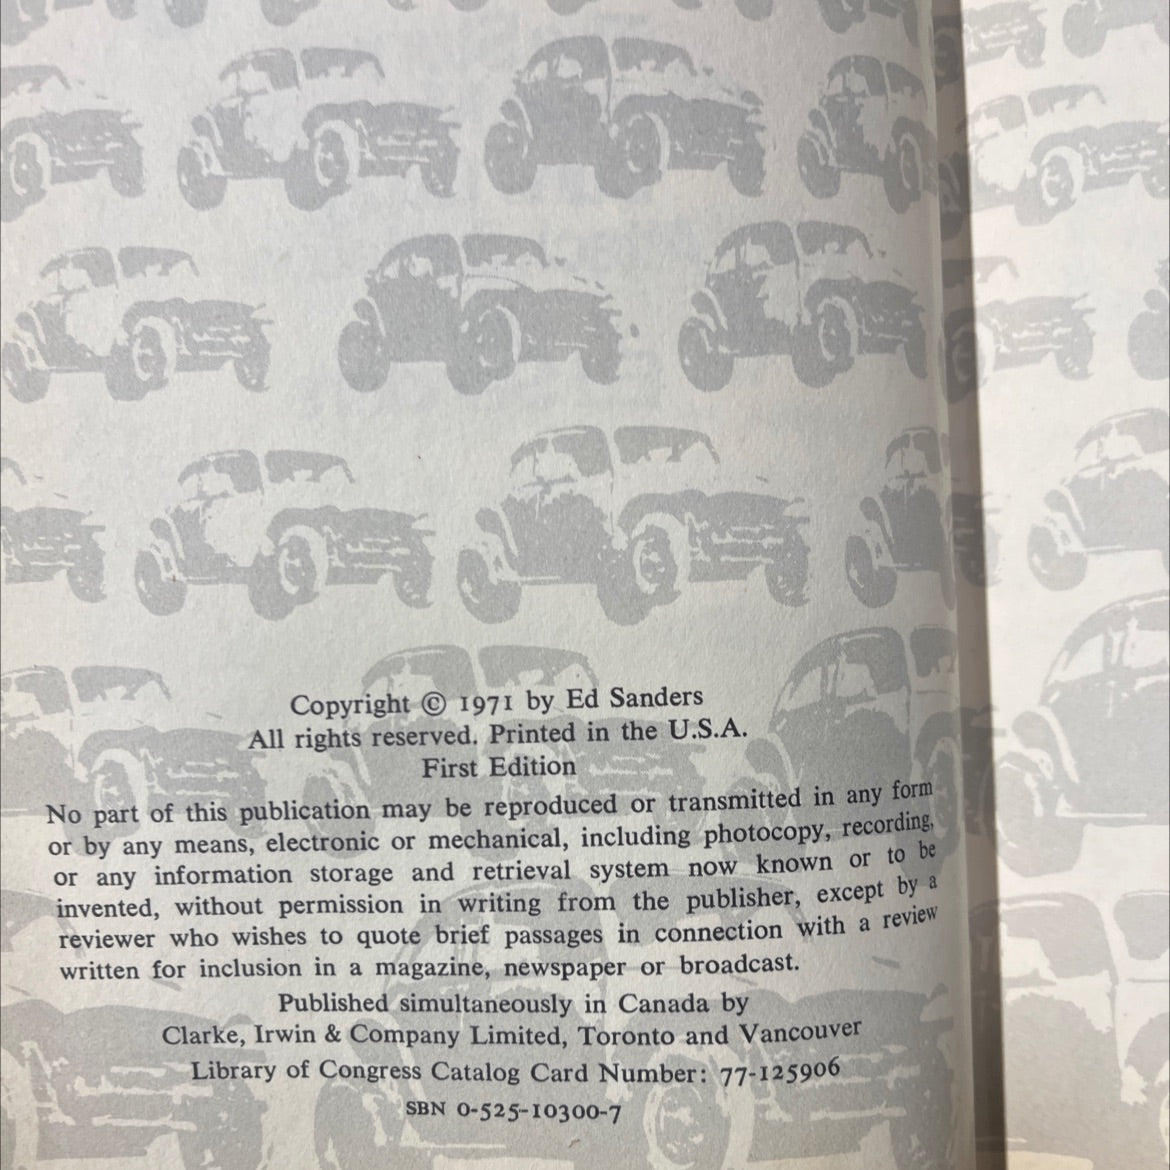 Copyright © 1971 by Ed Sanders
All rights reserved. Printed in the U.S.A.
First Edition
No part of this publication may be reproduced or transmitted in any form
or by any means, electronic or mechanical, including photocopy, recording,
or any information storage and retrieval system now known or to be
invented, without permission in writing from the publisher, except by a
reviewer who wishes to quote brief passages in connection with a review
written for inclusion in a magazine, newspaper or broadcast.
Published simultaneously in Canada by
Clarke, Irwin & Company Limited, Toronto and Vancouver
Library of Congress Catalog Card Number: 77-125906
SBN 0-525-10300-7